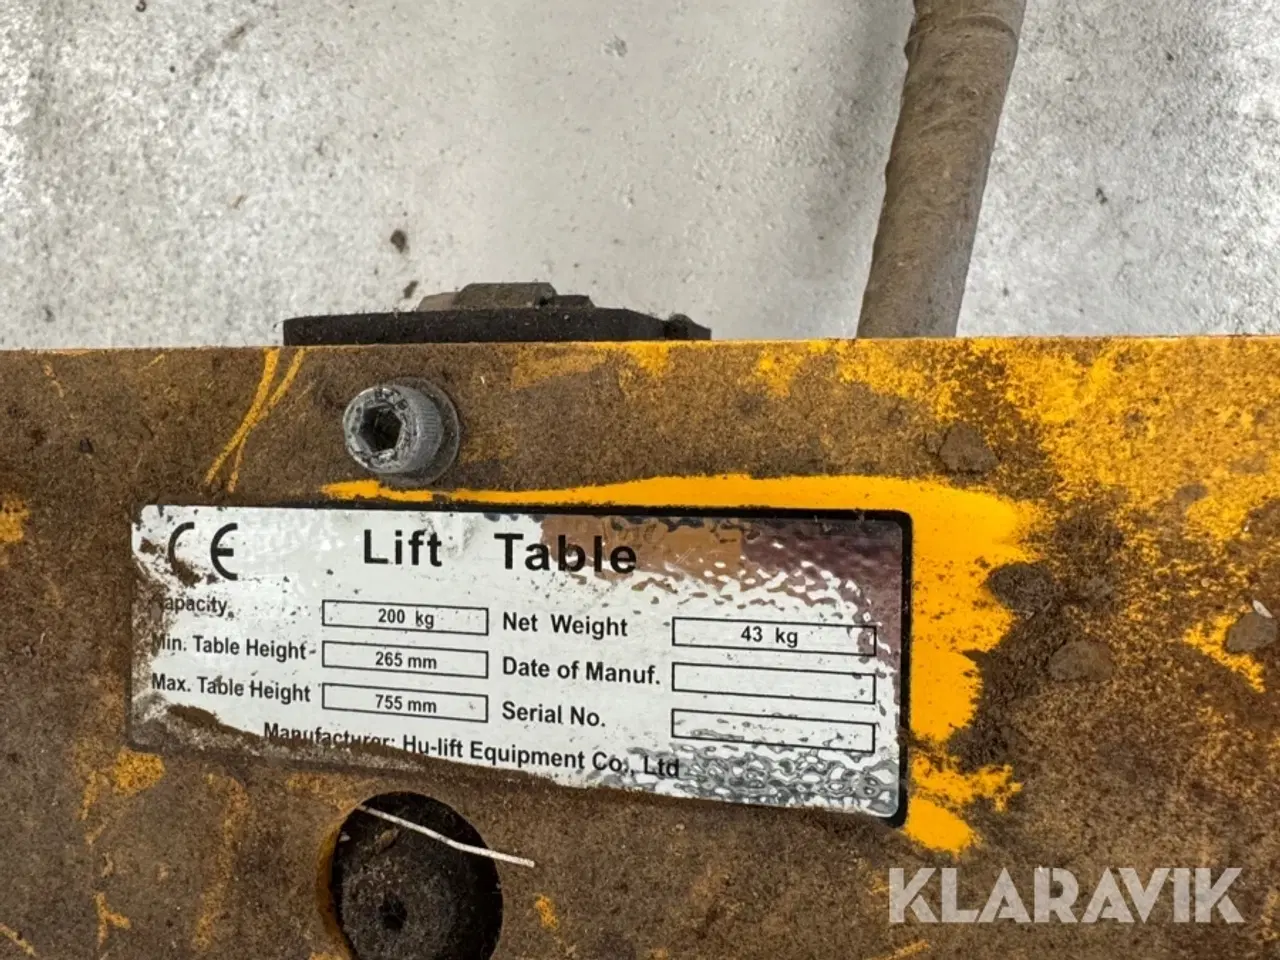 CE Lift Table
Capacity 200 kg Net Weight 43 kg
Min. Table Height 265 mm Date of Manuf.
Max. Table Height 755 mm Serial No.
Manufacturer: Hu-lift Equipment Co., Ltd
KLARAVIK